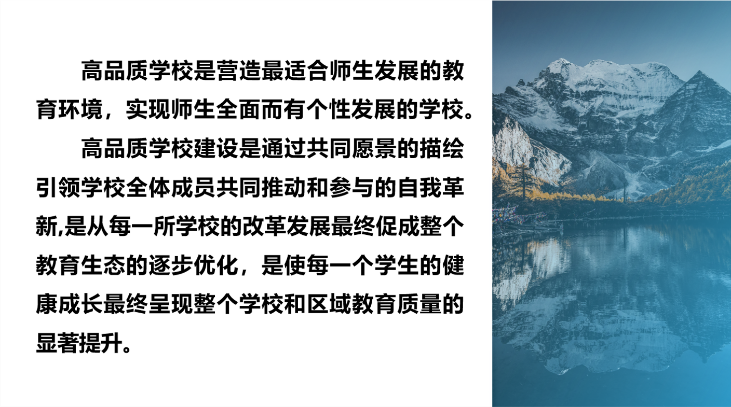 高品质学校是营造最适合师生发展的教
育环境，实现师生全面而有个性发展的学校。
高品质学校建设是通过共同愿景的描绘
引领学校全体成员共同推动和参与的自我革
新,是从每一所学校的改革发展最终促成整个
教育生态的逐步优化，是使每一个学生的健
康成长最终呈现整个学校和区域教育质量的
显著提升。